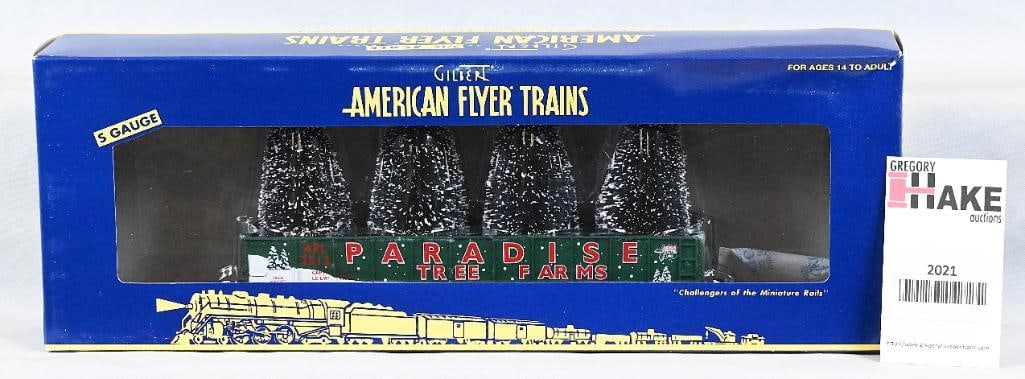 GILBERT AMERICAN FLYER TRAINS
FOR AGES 14 TO ADULT
GILBERT
AMERICAN FLYER TRAINS
S GAUGE
PARADISE
TREE FARMS
"Challengers of the Miniature Rails"
GREGORY
HAKE
auctions
2021